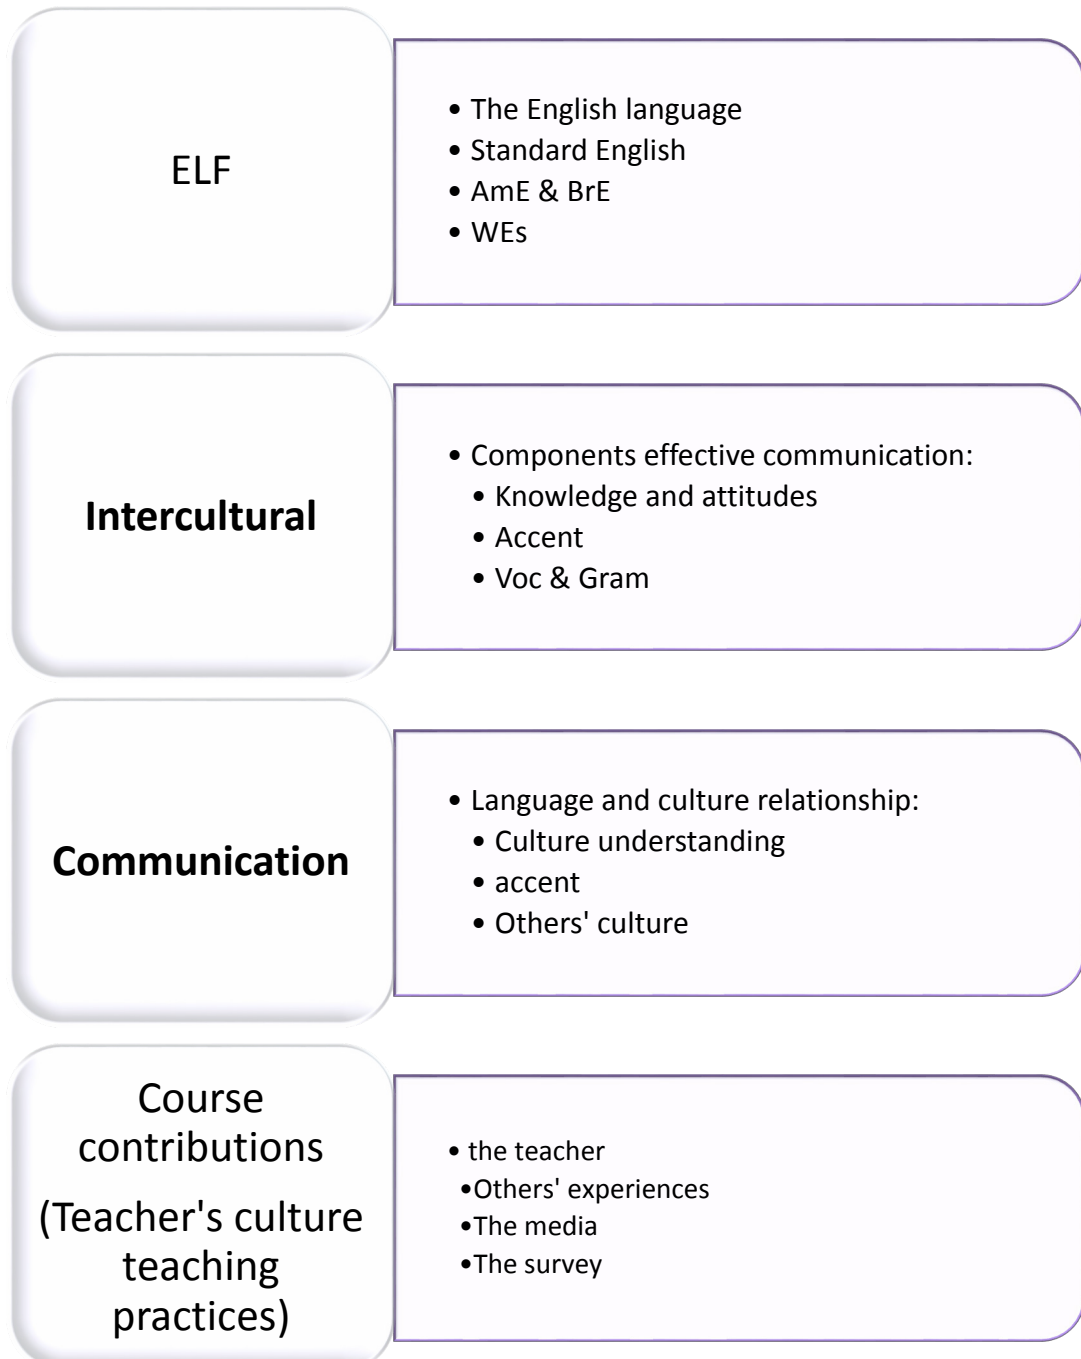 ELF
• The English language
• Standard English
• AmE & BrE
• WEs
Intercultural
• Components effective communication:
• Knowledge and attitudes
• Accent
• Voc & Gram
Communication
• Language and culture relationship:
• Culture understanding
• accent
• Others' culture
Course
contributions
(Teacher's culture
teaching
practices)
• the teacher
•Others' experiences
•The media
•The survey